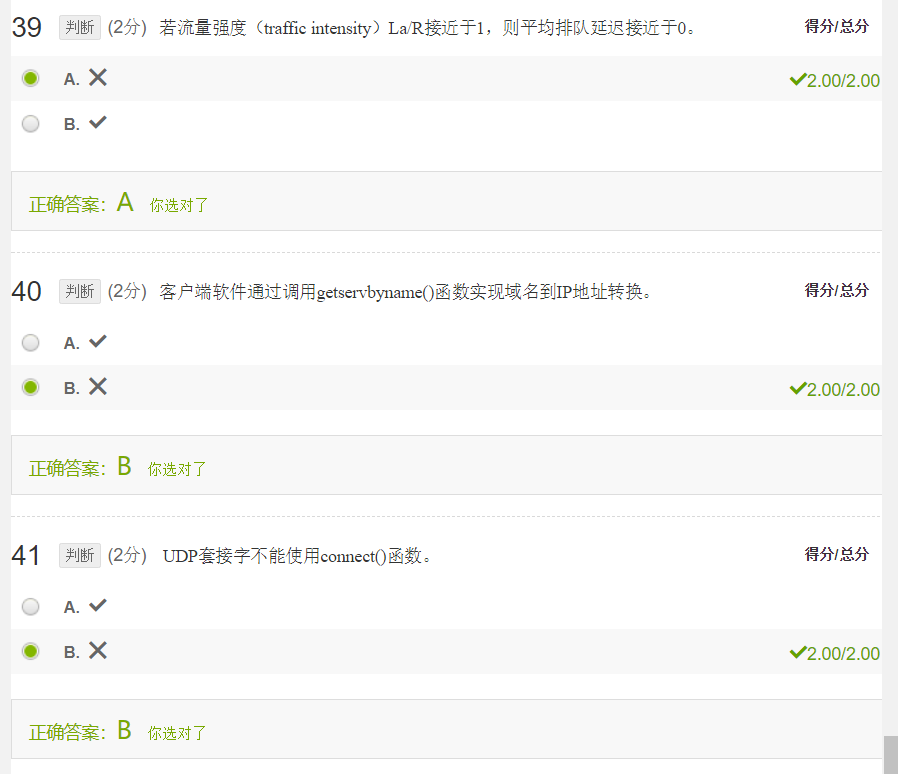 39 判断 (2分) 若流量强度（traffic intensity）La/R接近于1，则平均排队延迟接近于0。 得分/总分
A. ✕ ✔2.00/2.00
B. ✔
正确答案：A 你选对了
40 判断 (2分) 客户端软件通过调用getservbyname()函数实现域名到IP地址转换。 得分/总分
A. ✔
B. ✕ ✔2.00/2.00
正确答案：B 你选对了
41 判断 (2分) UDP套接字不能使用connect()函数。 得分/总分
A. ✔
B. ✕ ✔2.00/2.00
正确答案：B 你选对了